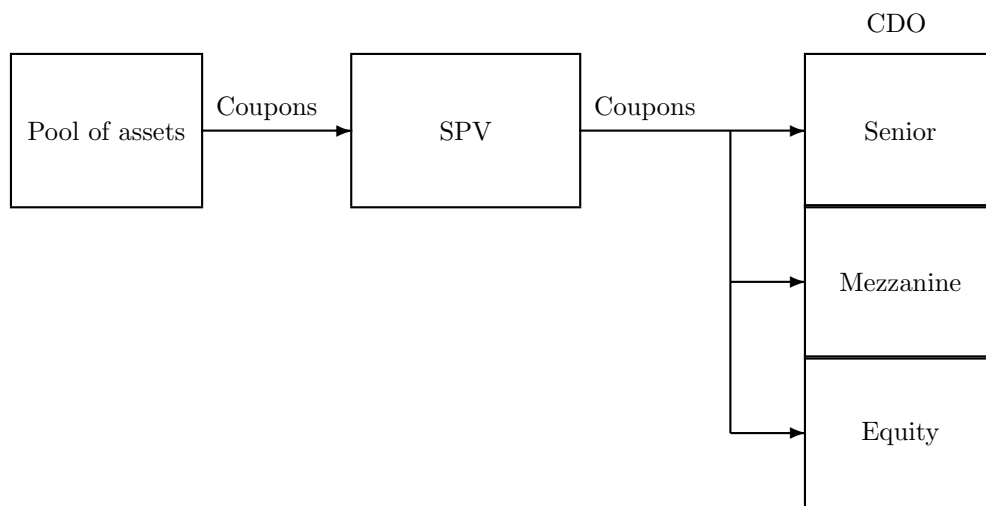 CDO
Coupons
Coupons
Pool of assets
SPV
Senior
Mezzanine
Equity